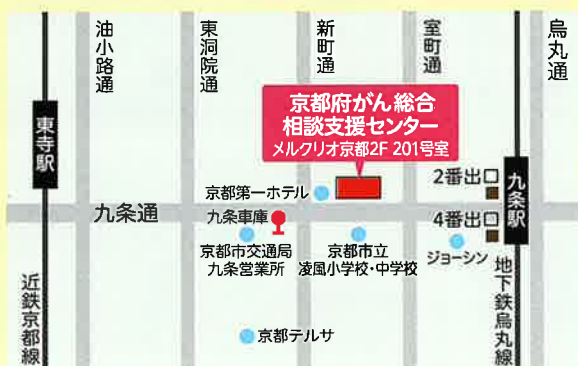 油小路通
東洞院通
新町通
室町通
烏丸通
京都府がん総合
相談支援センター
メルクリオ京都2F 201号室
東寺駅
2番出口
九条駅
京都第一ホテル
九条通
九条車庫
4番出口
京都市交通局
九条営業所
京都市立
凌風小学校・中学校
ジョーシン
近鉄京都線
地下鉄烏丸線
京都テルサ